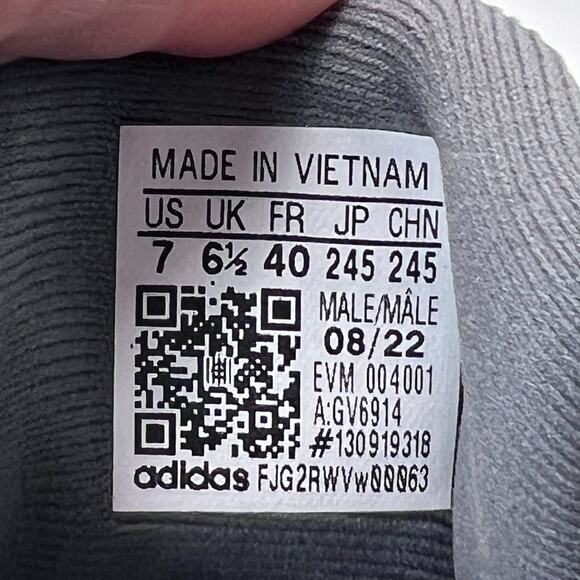 MADE IN VIETNAM
US UK FR JP CHN
7 6½ 40 245 245
MALE/MÂLE
08/22
EVM 004001
A:GV6914
#130919318
adidas FJG2RWVw00063